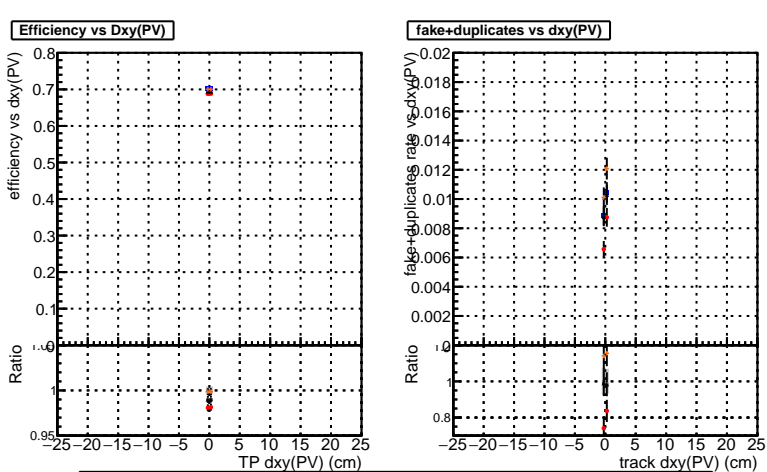 Efficiency vs Dxy(PV)
efficiency vs dxy(PV)
0.8
0.7
0.6
0.5
0.4
0.3
0.2
0.1
Ratio
1
0.95
−25 −20 −15 −10 −5 0 5 10 15 20 25
TP dxy(PV) (cm)
fake+duplicates vs dxy(PV)
fake+duplicates rate vs dxy(PV)
0.02
0.018
0.016
0.014
0.012
0.01
0.008
0.006
0.004
0.002
0
Ratio
1
0.8
−25 −20 −15 −10 −5 0 5 10 15 20 25
track dxy(PV) (cm)